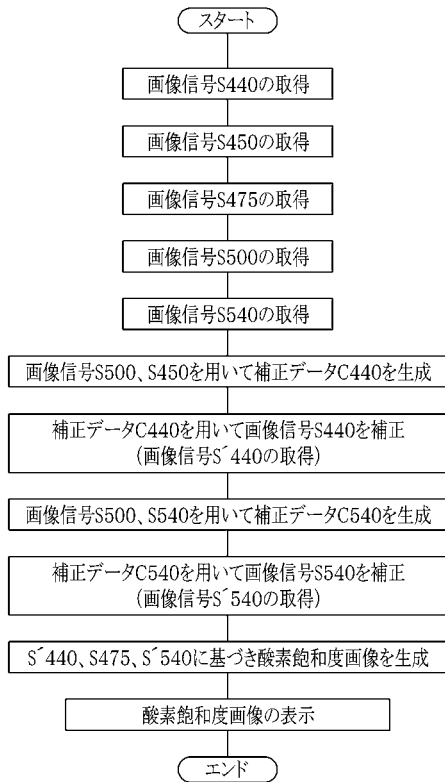 スタート
画像信号S440の取得
画像信号S450の取得
画像信号S475の取得
画像信号S500の取得
画像信号S540の取得
画像信号S500、S450を用いて補正データC440を生成
補正データC440を用いて画像信号S440を補正
(画像信号S´440の取得)
画像信号S500、S540を用いて補正データC540を生成
補正データC540を用いて画像信号S540を補正
(画像信号S´540の取得)
S´440、S475、S´540に基づき酸素飽和度画像を生成
酸素飽和度画像の表示
エンド